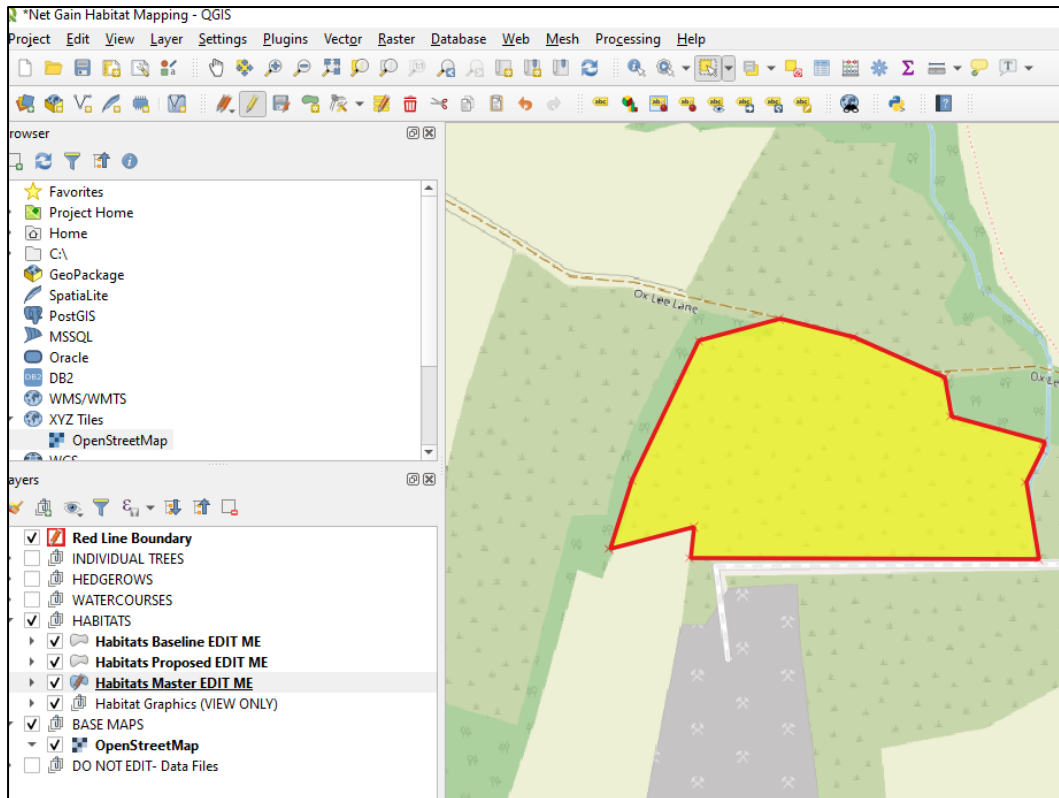 *Net Gain Habitat Mapping - QGIS
Project Edit View Layer Settings Plugins Vector Raster Database Web Mesh Processing Help
rowser
Favorites
Project Home
Home
C:\
GeoPackage
SpatiaLite
PostGIS
MSSQL
Oracle
DB2
WMS/WMTS
XYZ Tiles
OpenStreetMap
WCS
ayers
Red Line Boundary
INDIVIDUAL TREES
HEDGEROWS
WATERCOURSES
HABITATS
Habitats Baseline EDIT ME
Habitats Proposed EDIT ME
Habitats Master EDIT ME
Habitat Graphics (VIEW ONLY)
BASE MAPS
OpenStreetMap
DO NOT EDIT- Data Files
Ox Lee Lane
Ox Le